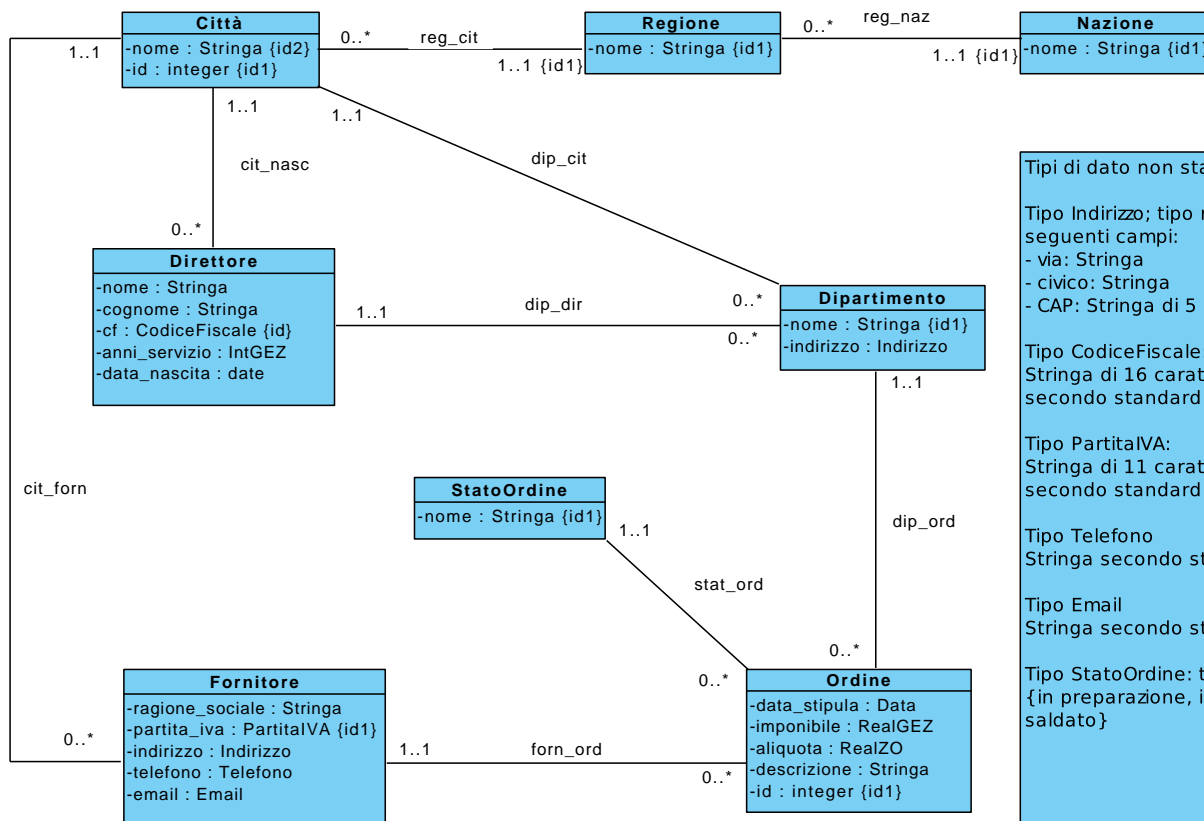 Città
-nome : Stringa {id2}
-id : integer {id1}
1..1
0..*
reg_cit
1..1 {id1}
Regione
-nome : Stringa {id1}
0..*
reg_naz
1..1 {id1}
Nazione
-nome : Stringa {id1}
1..1
1..1
cit_nasc
dip_cit
0..*
Direttore
-nome : Stringa
-cognome : Stringa
-cf : CodiceFiscale {id}
-anni_servizio : IntGEZ
-data_nascita : date
1..1
dip_dir
0..*
0..*
Dipartimento
-nome : Stringa {id1}
-indirizzo : Indirizzo
1..1
dip_ord
cit_forn
StatoOrdine
-nome : Stringa {id1}
1..1
stat_ord
0..*
0..*
Fornitore
-ragione_sociale : Stringa
-partita_iva : PartitaIVA {id1}
-indirizzo : Indirizzo
-telefono : Telefono
-email : Email
0..*
1..1
forn_ord
0..*
Ordine
-data_stipula : Data
-imponibile : RealGEZ
-aliquota : RealZO
-descrizione : Stringa
-id : integer {id1}
Tipi di dato non
Tipo Indirizzo; tipo
seguenti campi:
- via: Stringa
- civico: Stringa
- CAP: Stringa di 5
Tipo CodiceFiscale
Stringa di 16
secondo standard
Tipo PartitaIVA:
Stringa di 11
secondo standard
Tipo Telefono
Stringa secondo
Tipo Email
Stringa secondo
Tipo StatoOrdine:
{in preparazione,
saldato}